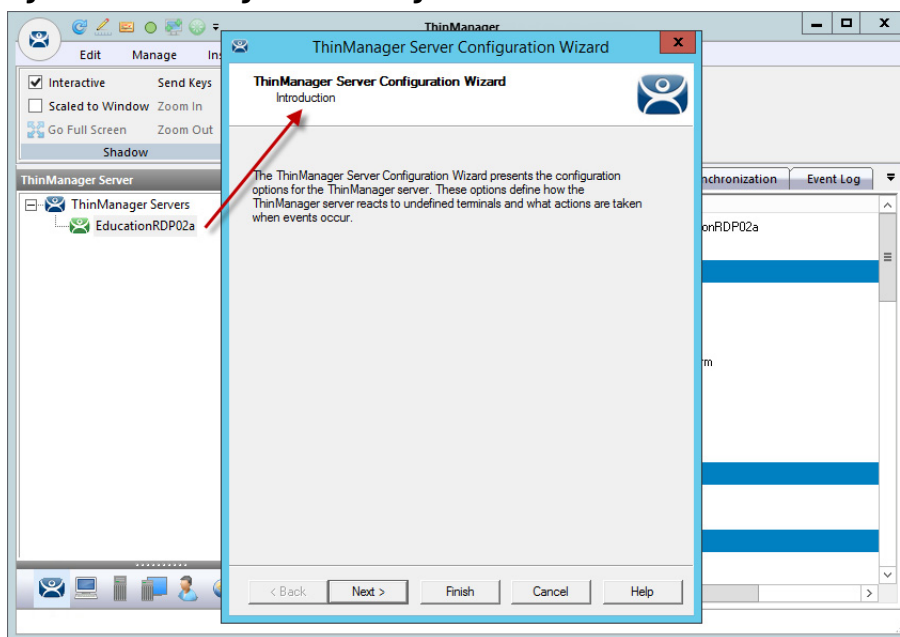 ThinManager
Edit Manage
ThinManager Server Configuration Wizard
Interactive Send Keys
Scaled to Window Zoom In
Go Full Screen Zoom Out
Shadow
ThinManager Server Configuration Wizard
Introduction
The ThinManager Server Configuration Wizard presents the configuration
options for the ThinManager server. These options define how the
ThinManager server reacts to undefined terminals and what actions are taken
when events occur.
ThinManager Server
ThinManager Servers
EducationRDP02a
nchronization Event Log
onRDP02a
rm
< Back Next > Finish Cancel Help